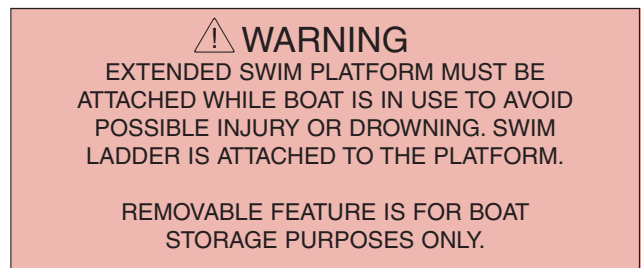 WARNING
EXTENDED SWIM PLATFORM MUST BE
ATTACHED WHILE BOAT IS IN USE TO AVOID
POSSIBLE INJURY OR DROWNING. SWIM
LADDER IS ATTACHED TO THE PLATFORM.
REMOVABLE FEATURE IS FOR BOAT
STORAGE PURPOSES ONLY.